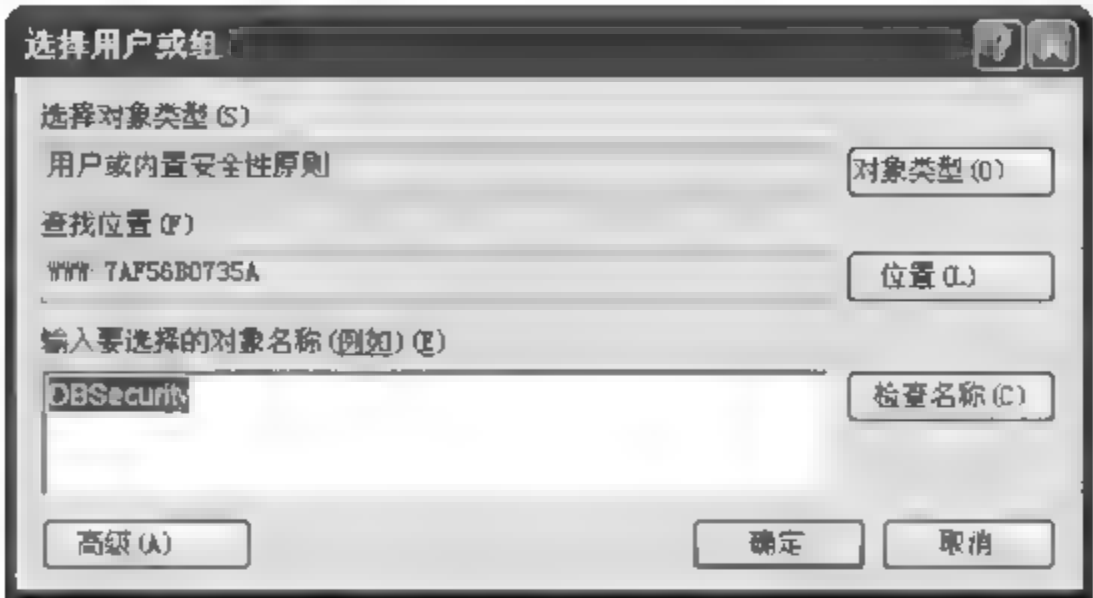 选择用户或组
选择对象类型(S)
用户或内置安全性原则
对象类型(O)
查找位置(F)
WWW-7AF56B0735A
位置(L)
输入要选择的对象名称(例如)(E)
DBSecurity
检查名称(C)
高级(A)
确定
取消